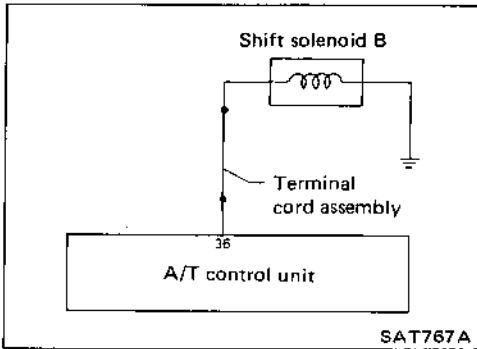 Shift solenoid B
Terminal
cord assembly
36
A/T control unit
SAT767A